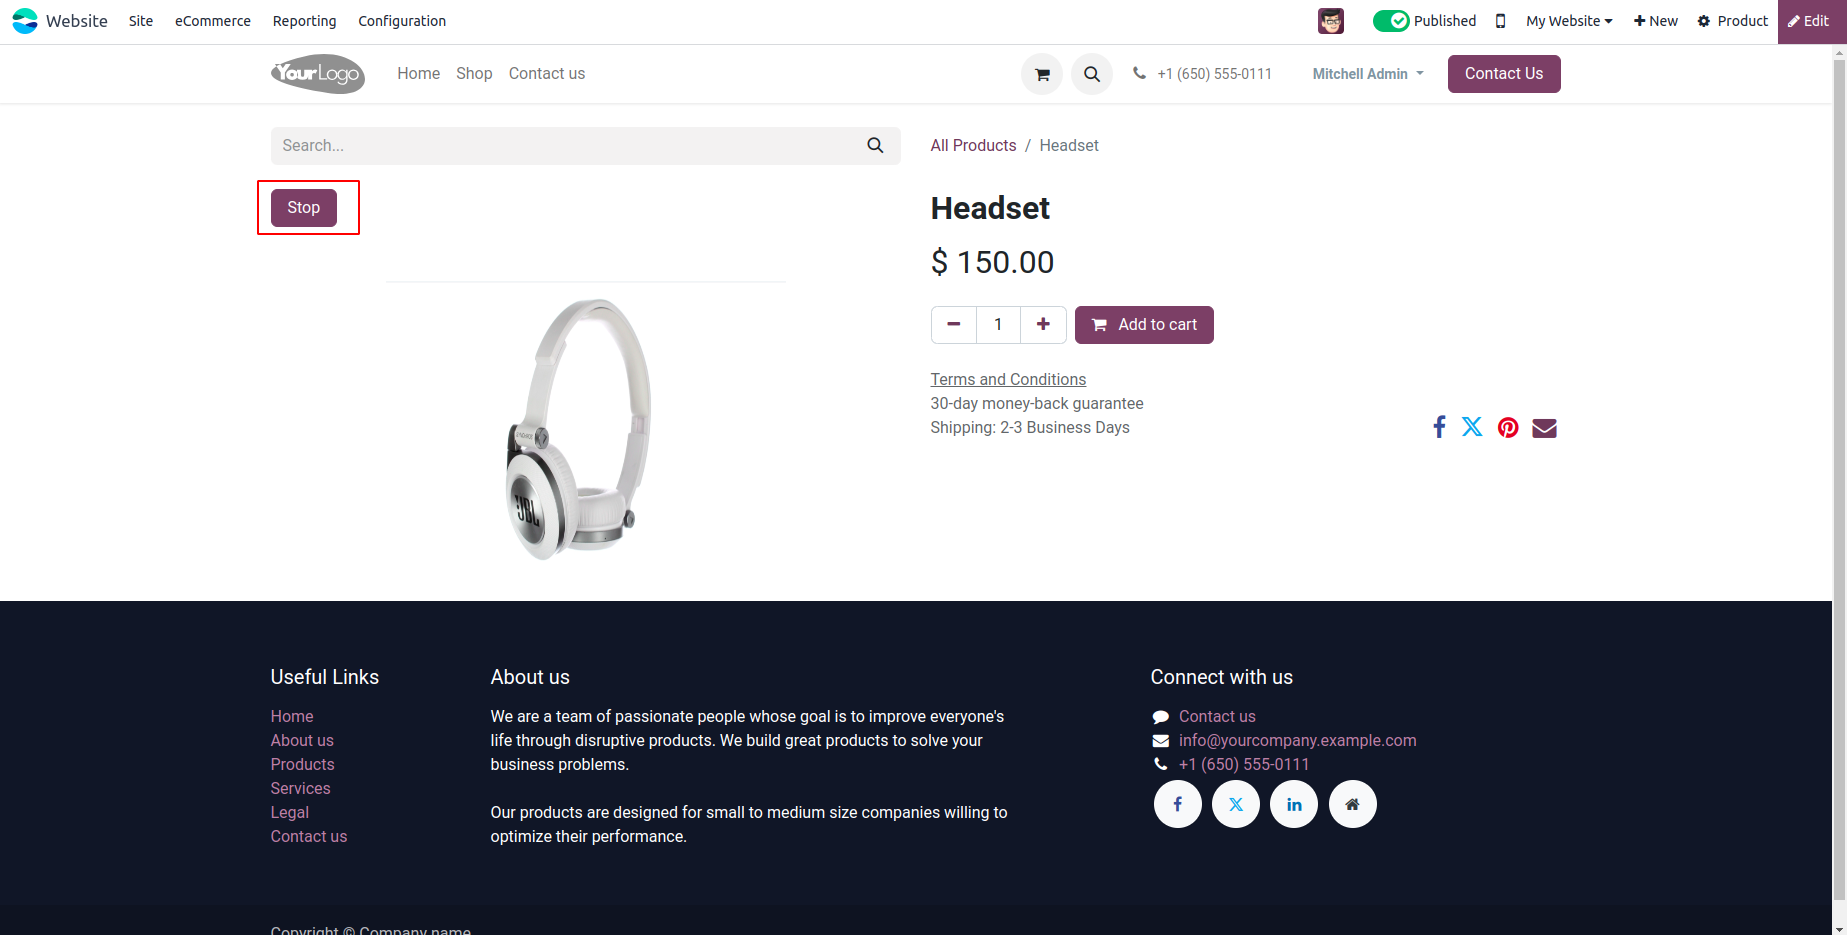 Website Site eCommerce Reporting Configuration Published My Website New Product Edit
YourLogo Home Shop Contact us +1 (650) 555-0111 Mitchell Admin Contact Us
Search... All Products / Headset
Stop
Headset
$ 150.00
1 Add to cart
Terms and Conditions
30-day money-back guarantee
Shipping: 2-3 Business Days
JBL
Useful Links
Home
About us
Products
Services
Legal
Contact us
About us
We are a team of passionate people whose goal is to improve everyone's
life through disruptive products. We build great products to solve your
business problems.
Our products are designed for small to medium size companies willing to
optimize their performance.
Connect with us
Contact us
info@yourcompany.example.com
+1 (650) 555-0111
Copyright © Company name